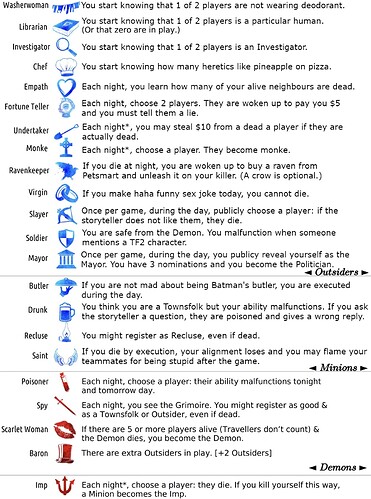 Washerwoman You start knowing that 1 of 2 players are not wearing deodorant.
Librarian You start knowing that 1 of 2 players is a particular human.
(Or that zero are in play.)
Investigator You start knowing that 1 of 2 players is an Investigator.
Chef You start knowing how many heretics like pineapple on pizza.
Empath Each night, you learn how many of your alive neighbours are dead.
Fortune Teller Each night, choose 2 players. They are woken up to pay you $5
and you must tell them a lie.
Undertaker Each night*, you may steal $10 from a dead a player if they are
actually dead.
Monke Each night*, choose a player. They become monke.
Ravenkeeper If you die at night, you are woken up to buy a raven from
Petsmart and unleash it on your killer. (A crow is optional.)
Virgin If you make haha funny sex joke today, you cannot die.
Slayer Once per game, during the day, publicly choose a player: if the
storyteller does not like them, they die.
Soldier You are safe from the Demon. You malfunction when someone
mentions a TF2 character.
Mayor Once per game, during the day, you publicy reveal yourself as the
Mayor. You have 3 nominations and you become the Politician.
◄ Outsiders ►
Butler If you are not mad about being Batman's butler, you are executed
during the day.
Drunk You think you are a Townsfolk but your ability malfunctions. If you ask
the storyteller a question, they are poisoned and gives a wrong reply.
Recluse You might register as Recluse, even if dead.
Saint If you die by execution, your alignment loses and you may flame your
teammates for being stupid after the game.
◄ Minions ►
Poisoner Each night, choose a player: their ability malfunctions tonight
and tomorrow day.
Spy Each night, you see the Grimoire. You might register as good &
as a Townsfolk or Outsider, even if dead.
Scarlet Woman If there are 5 or more players alive (Travellers don't count) &
the Demon dies, you become the Demon.
Baron There are extra Outsiders in play. [+2 Outsiders]
◄ Demons ►
Imp Each night*, choose a player: they die. If you kill yourself this way,
a Minion becomes the Imp.